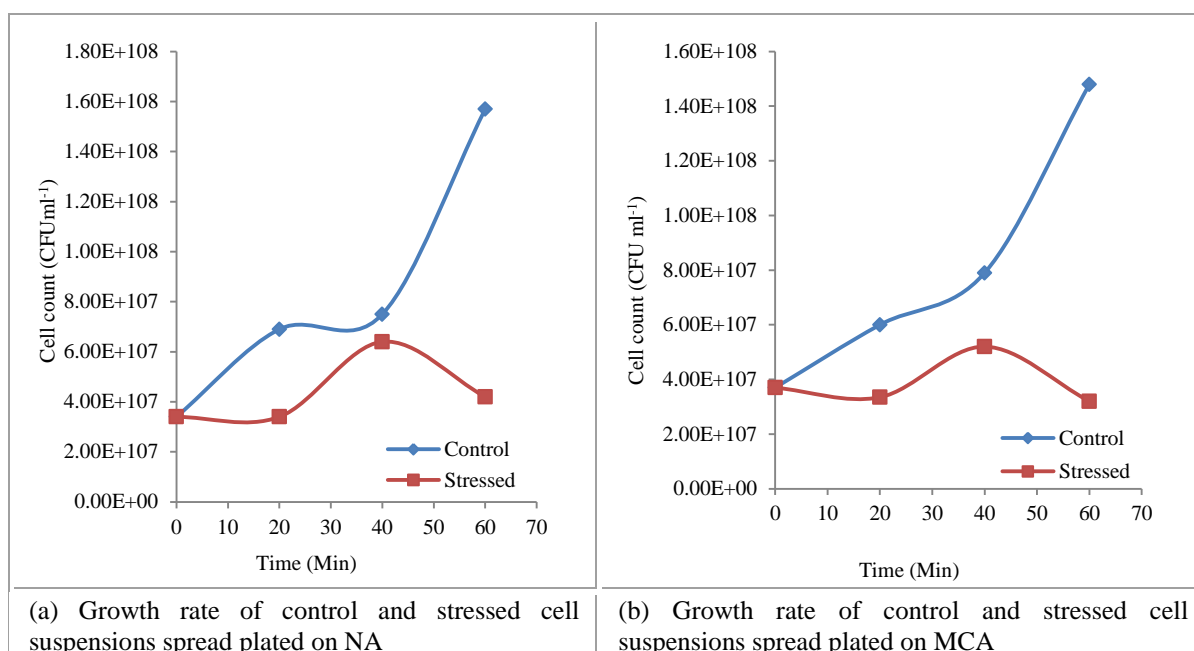 1.80E+108
1.60E+108
1.40E+108
1.20E+108
1.00E+108
8.00E+107
6.00E+107
4.00E+107
2.00E+107
0.00E+00
Cell count (CFUml-1)
0 10 20 30 40 50 60 70
Time (Min)
Control
Stressed
(a) Growth rate of control and stressed cell
suspensions spread plated on NA
1.60E+108
1.40E+108
1.20E+108
1.00E+108
8.00E+107
6.00E+107
4.00E+107
2.00E+107
0.00E+00
Cell count (CFU ml-1)
0 10 20 30 40 50 60 70
Time (Min)
Control
Stressed
(b) Growth rate of control and stressed cell
suspensions spread plated on MCA